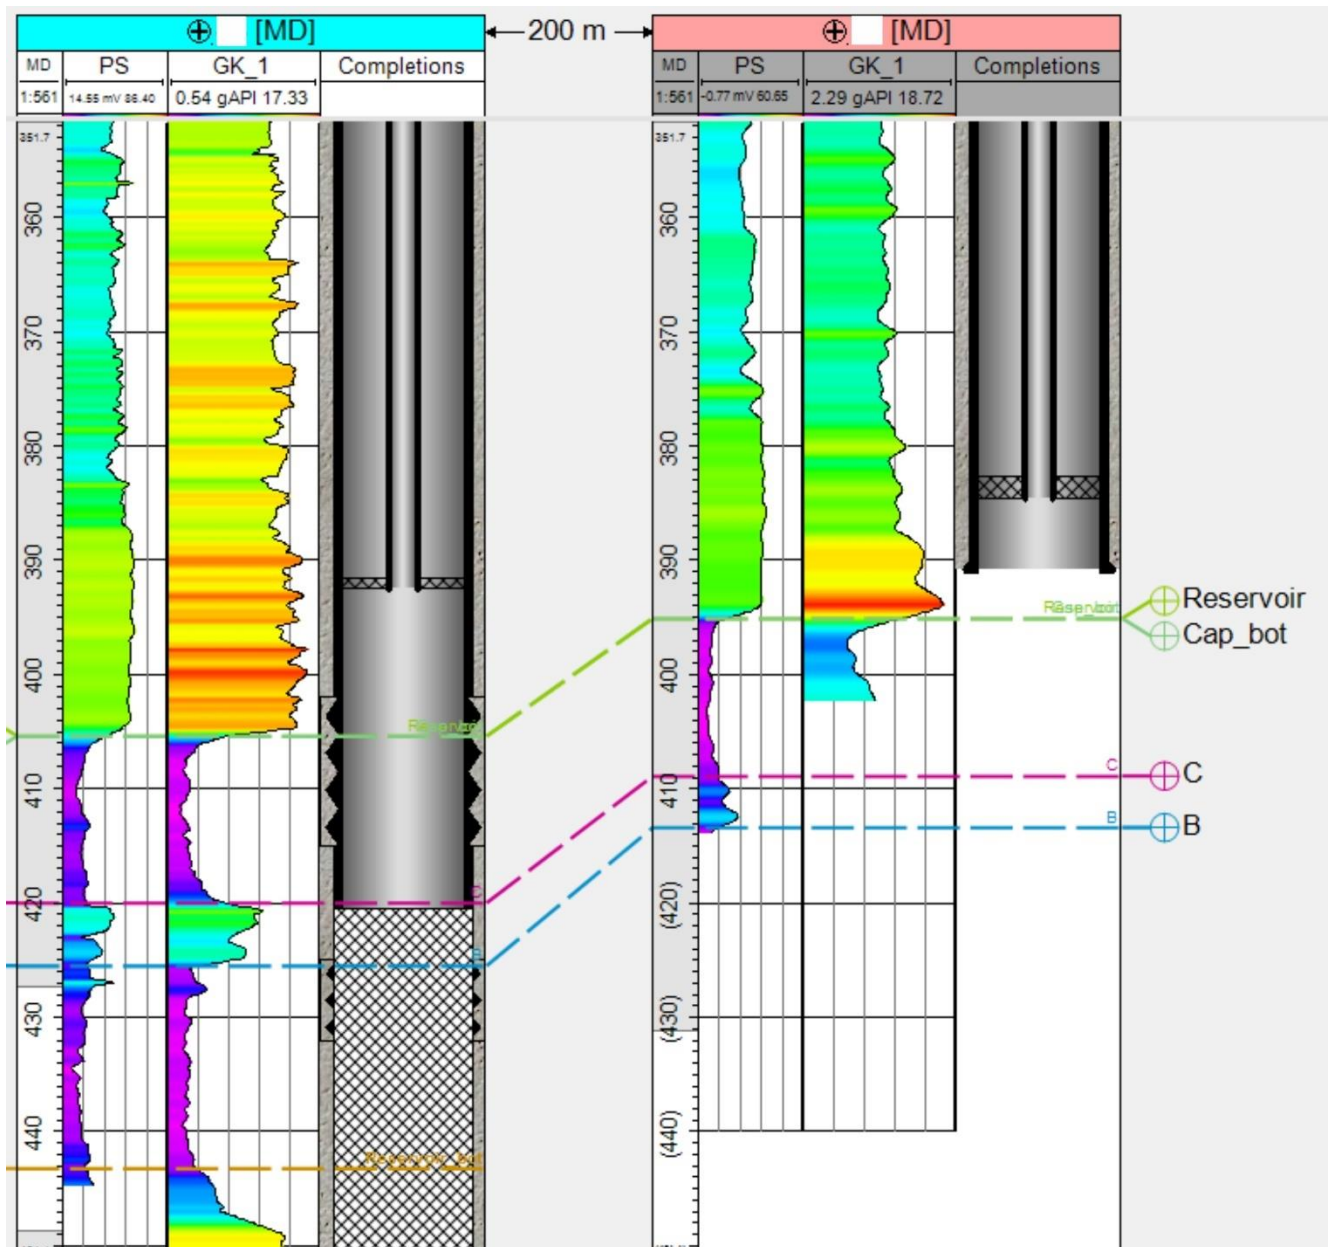 [MD]
200 m
[MD]
MD PS GK_1 Completions
1:561 14.55 mV 86.40 0.54 gAPI 17.33
MD PS GK_1 Completions
1:561 -0.77 mV 60.65 2.29 gAPI 18.72
351.7
360
370
380
390
400
410
420
430
440
C
Reservoir_bot
351.7
360
370
380
390
400
410
(420)
(430)
(440)
C
B
Reservoir
Cap_bot
C
B